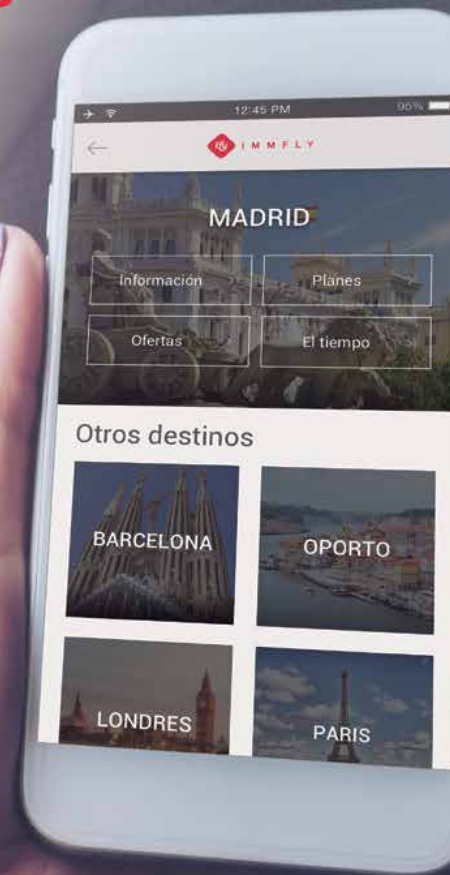 12:45 PM 95%
IMMFLY
MADRID
Información Planes
Ofertas El tiempo
Otros destinos
BARCELONA OPORTO
LONDRES PARIS